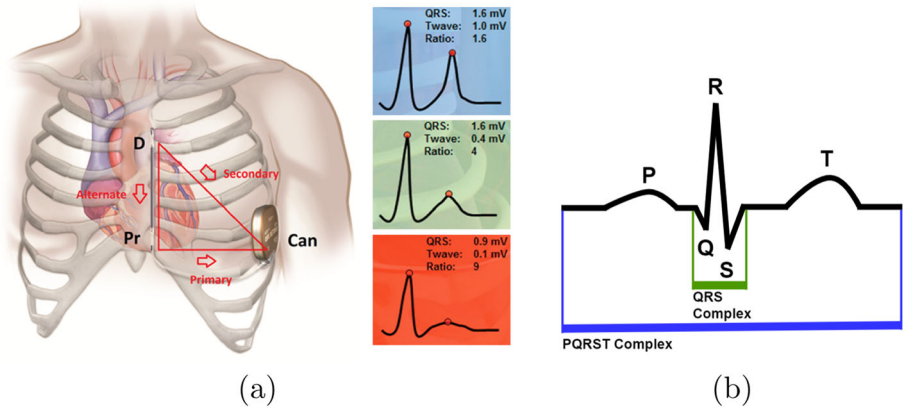 D
Secondary
Alternate
Pr
Can
Primary
QRS: 1.6 mV
Twave: 1.0 mV
Ratio: 1.6
QRS: 1.6 mV
Twave: 0.4 mV
Ratio: 4
QRS: 0.9 mV
Twave: 0.1 mV
Ratio: 9
(a)
R
P
T
Q
S
QRS
Complex
PQRST Complex
(b)